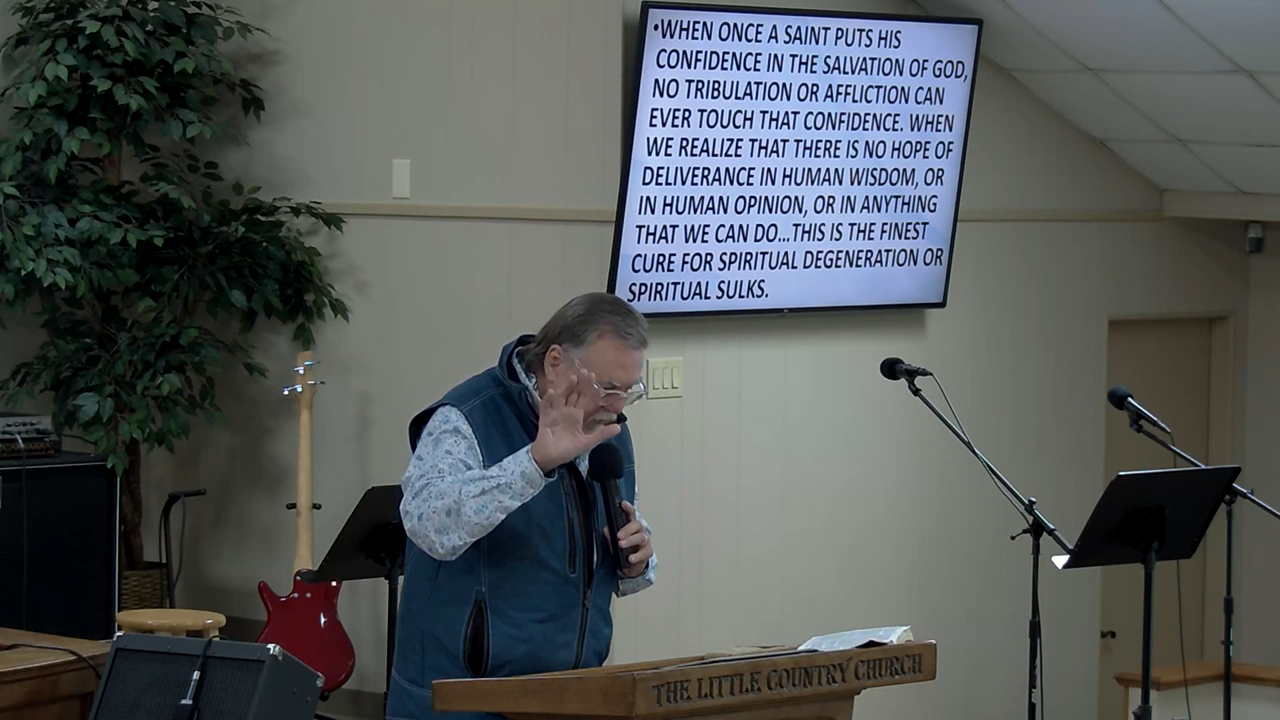 •WHEN ONCE A SAINT PUTS HIS
CONFIDENCE IN THE SALVATION OF GOD,
NO TRIBULATION OR AFFLICTION CAN
EVER TOUCH THAT CONFIDENCE. WHEN
WE REALIZE THAT THERE IS NO HOPE OF
DELIVERANCE IN HUMAN WISDOM, OR
IN HUMAN OPINION, OR IN ANYTHING
THAT WE CAN DO...THIS IS THE FINEST
CURE FOR SPIRITUAL DEGENERATION OR
SPIRITUAL SULKS.
THE LITTLE COUNTRY CHURCH